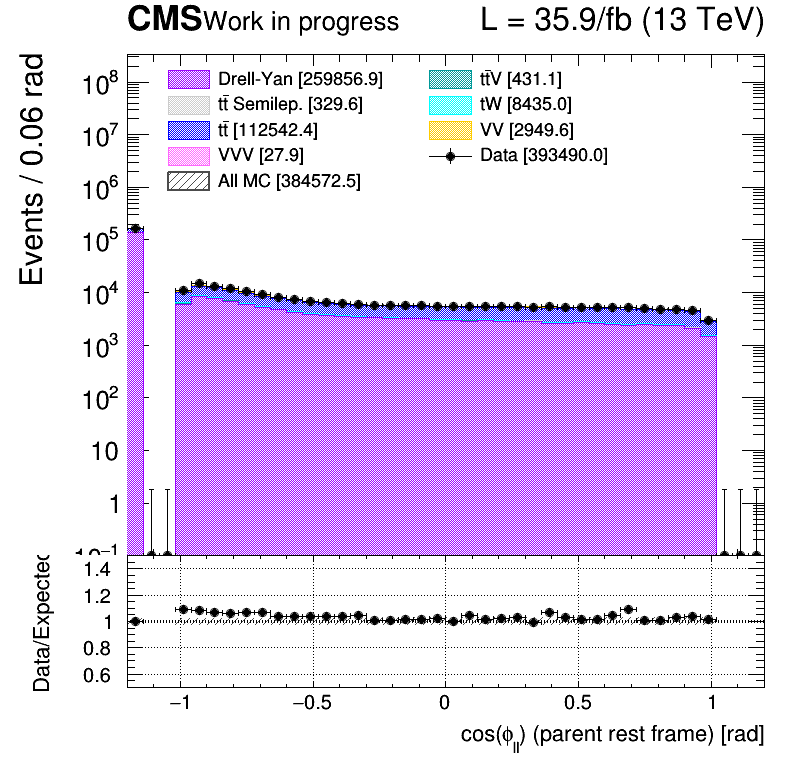 CMS Work in progress L = 35.9/fb (13 TeV)
Events / 0.06 rad
Drell-Yan [259856.9]
tt̄ Semilep. [329.6]
tt̄ [112542.4]
VVV [27.9]
All MC [384572.5]
tt̄V [431.1]
tW [8435.0]
VV [2949.6]
Data [393490.0]
10⁸
10⁷
10⁶
10⁵
10⁴
10³
10²
10
1
10⁻¹
Data/Expected
1.4
1.2
1
0.8
0.6
−1 −0.5 0 0.5 1
cos(ϕ_ll) (parent rest frame) [rad]